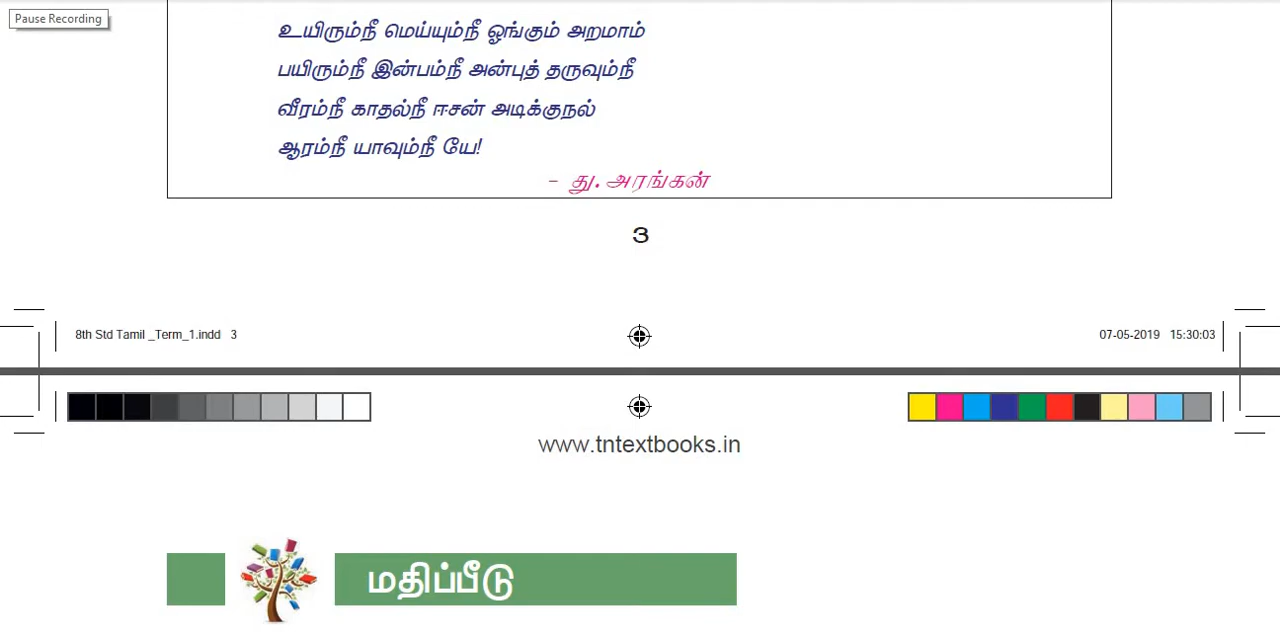 Pause Recording
உயிரும்நீ மெய்யும்நீ ஓங்கும் அறமாம்
பயிரும்நீ இன்பம்நீ அன்புத் தருவும்நீ
வீரம்நீ காதல்நீ ஈசன் அடிக்குநல்
ஆரம்நீ யாவும்நீ யே!
- து. அரங்கன்
3
8th Std Tamil _Term_1.indd 3
07-05-2019 15:30:03
www.tntextbooks.in
மதிப்பீடு